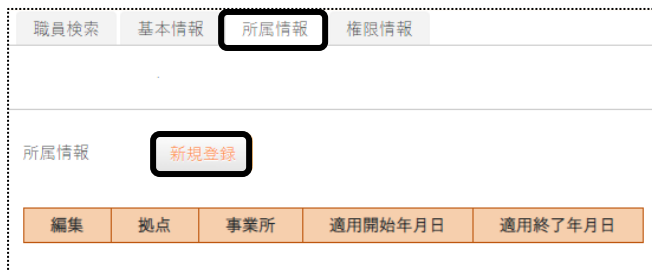 職員検索 基本情報 所属情報 権限情報
所属情報 新規登録
編集 拠点 事業所 適用開始年月日 適用終了年月日